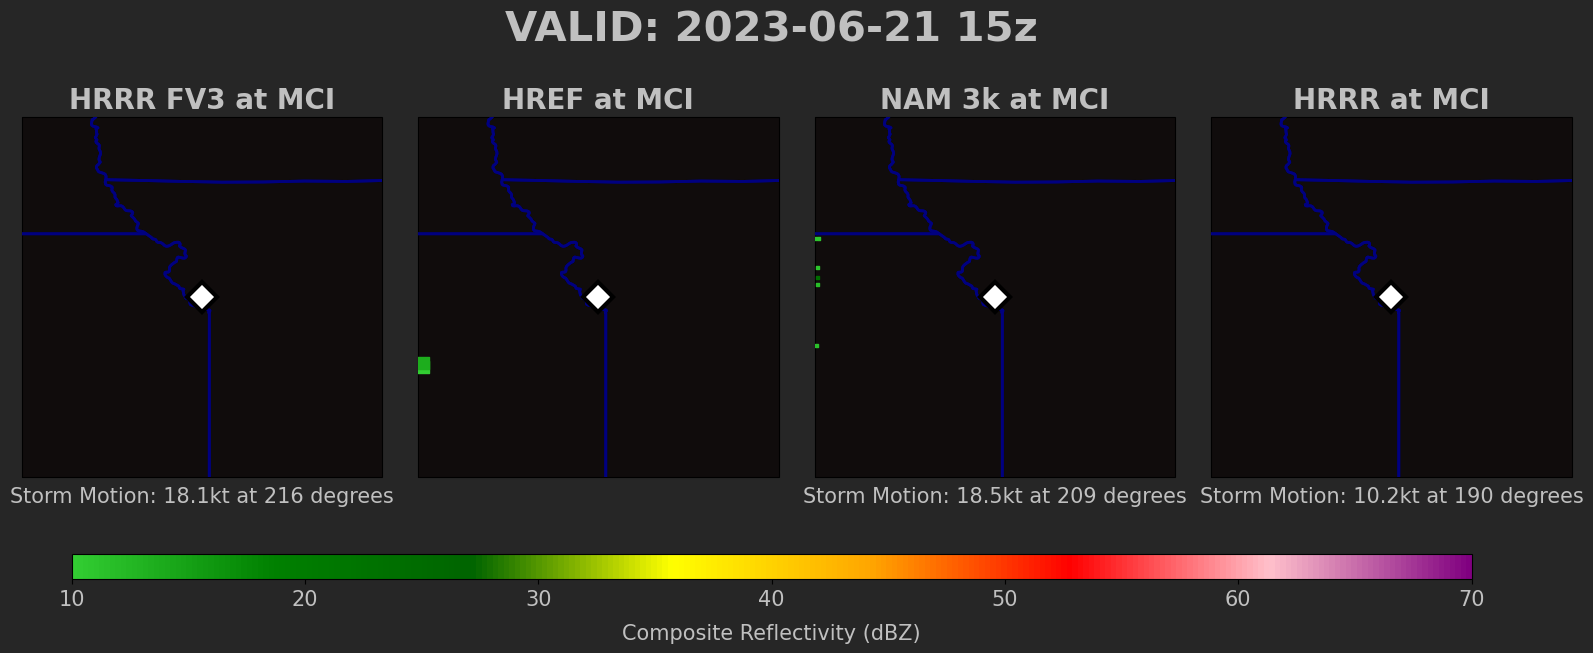 VALID: 2023-06-21 15z
HRRR FV3 at MCI
HREF at MCI
NAM 3k at MCI
HRRR at MCI
Storm Motion: 18.1kt at 216 degrees
Storm Motion: 18.5kt at 209 degrees
Storm Motion: 10.2kt at 190 degrees
10 20 30 40 50 60 70
Composite Reflectivity (dBZ)